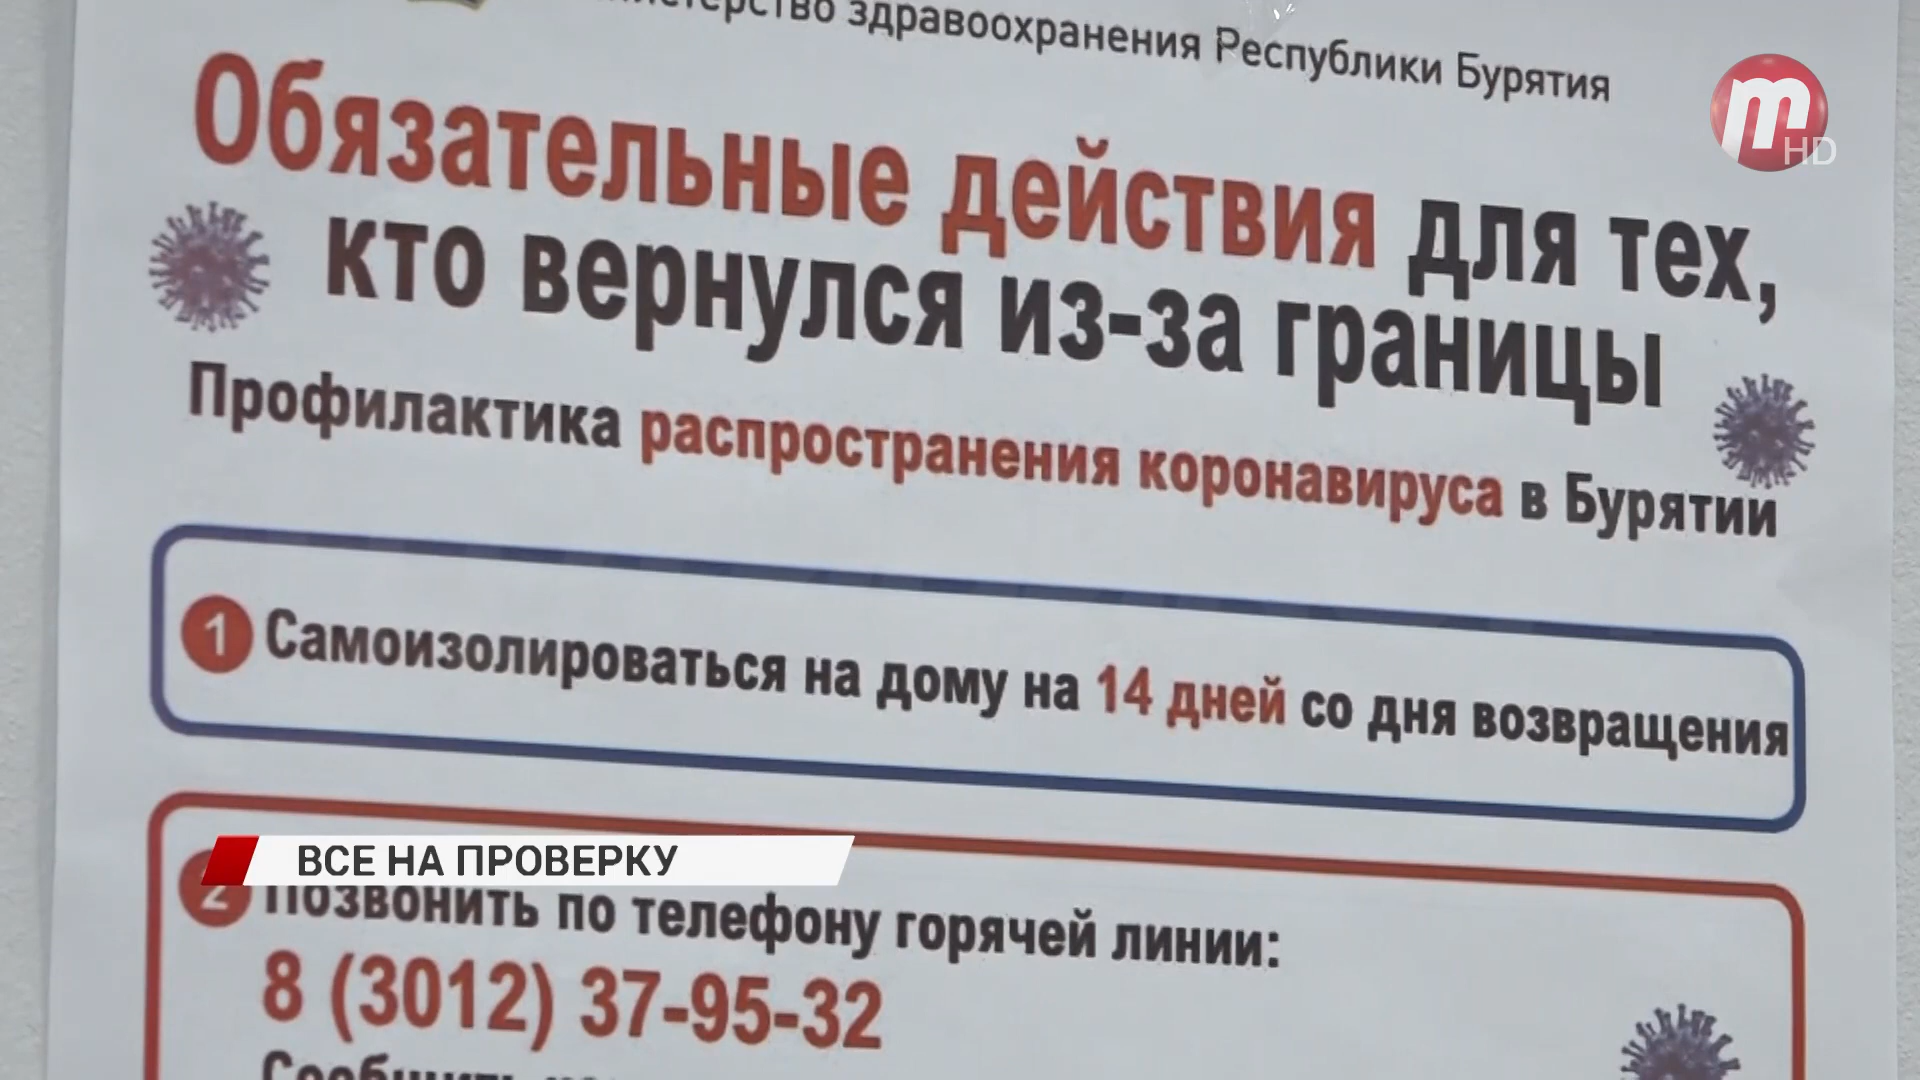 здравоохранения Республики Бурятия
m HD
Обязательные действия для тех,
кто вернулся из-за границы
Профилактика распространения коронавируса в Бурятии
1 Самоизолироваться на дому на 14 дней со дня возвращения
ВСЕ НА ПРОВЕРКУ
2 Позвонить по телефону горячей линии:
8 (3012) 37-95-32